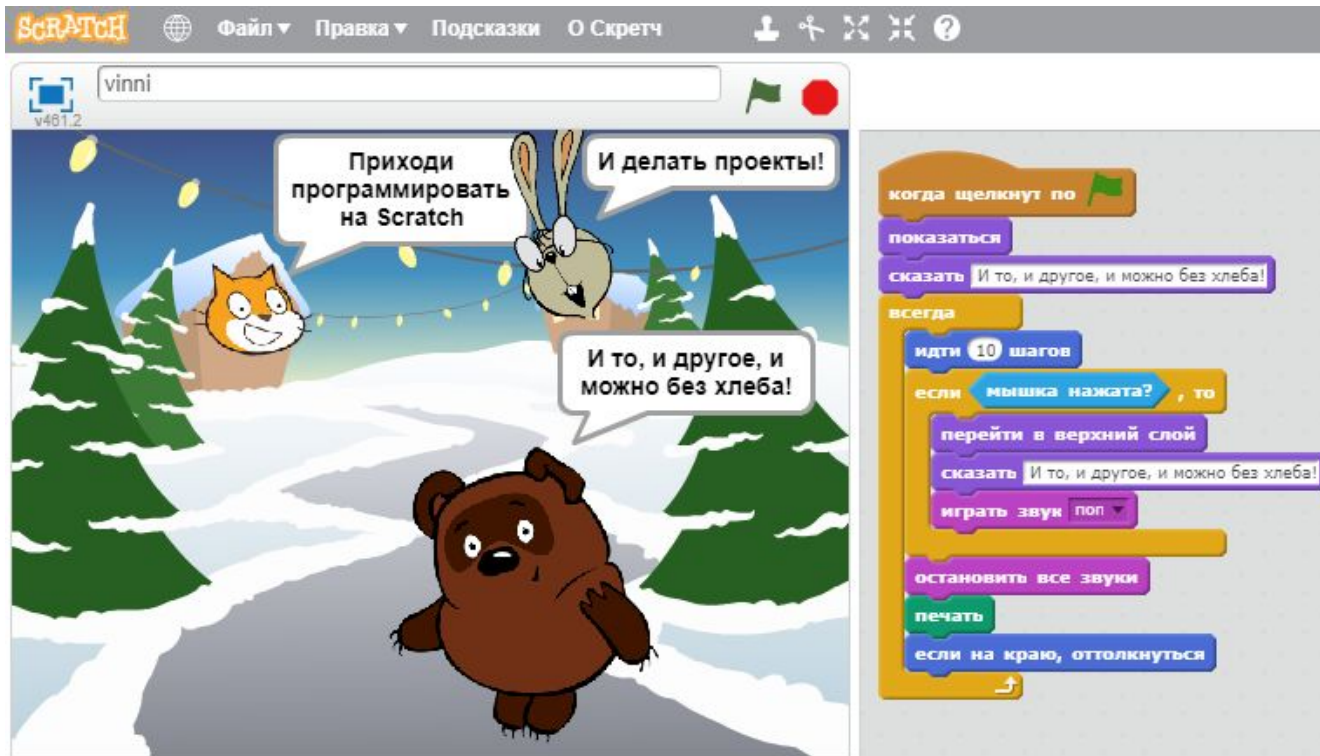 SCRATCH
Файл
Правка
Подсказки
О Скретч
vinni
v461.2
Приходи
программировать
на Scratch
И делать проекты!
И то, и другое, и
можно без хлеба!
когда щелкнут по
показаться
сказать И то, и другое, и можно без хлеба!
всегда
идти 10 шагов
если мышка нажата? , то
перейти в верхний слой
сказать И то, и другое, и можно без хлеба!
играть звук поп
остановить все звуки
печать
если на краю, оттолкнуться